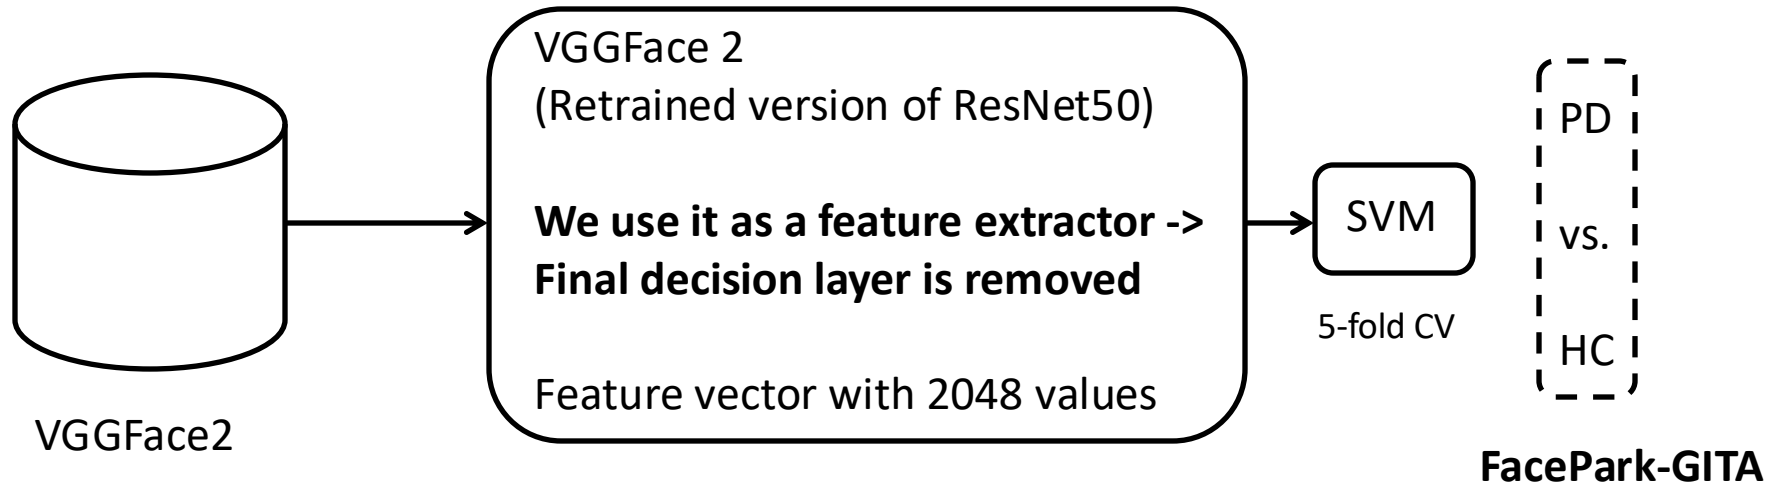 VGGFace2
VGGFace 2
(Retrained version of ResNet50)
We use it as a feature extractor ->
Final decision layer is removed
Feature vector with 2048 values
SVM
5-fold CV
PD
vs.
HC
FacePark-GITA